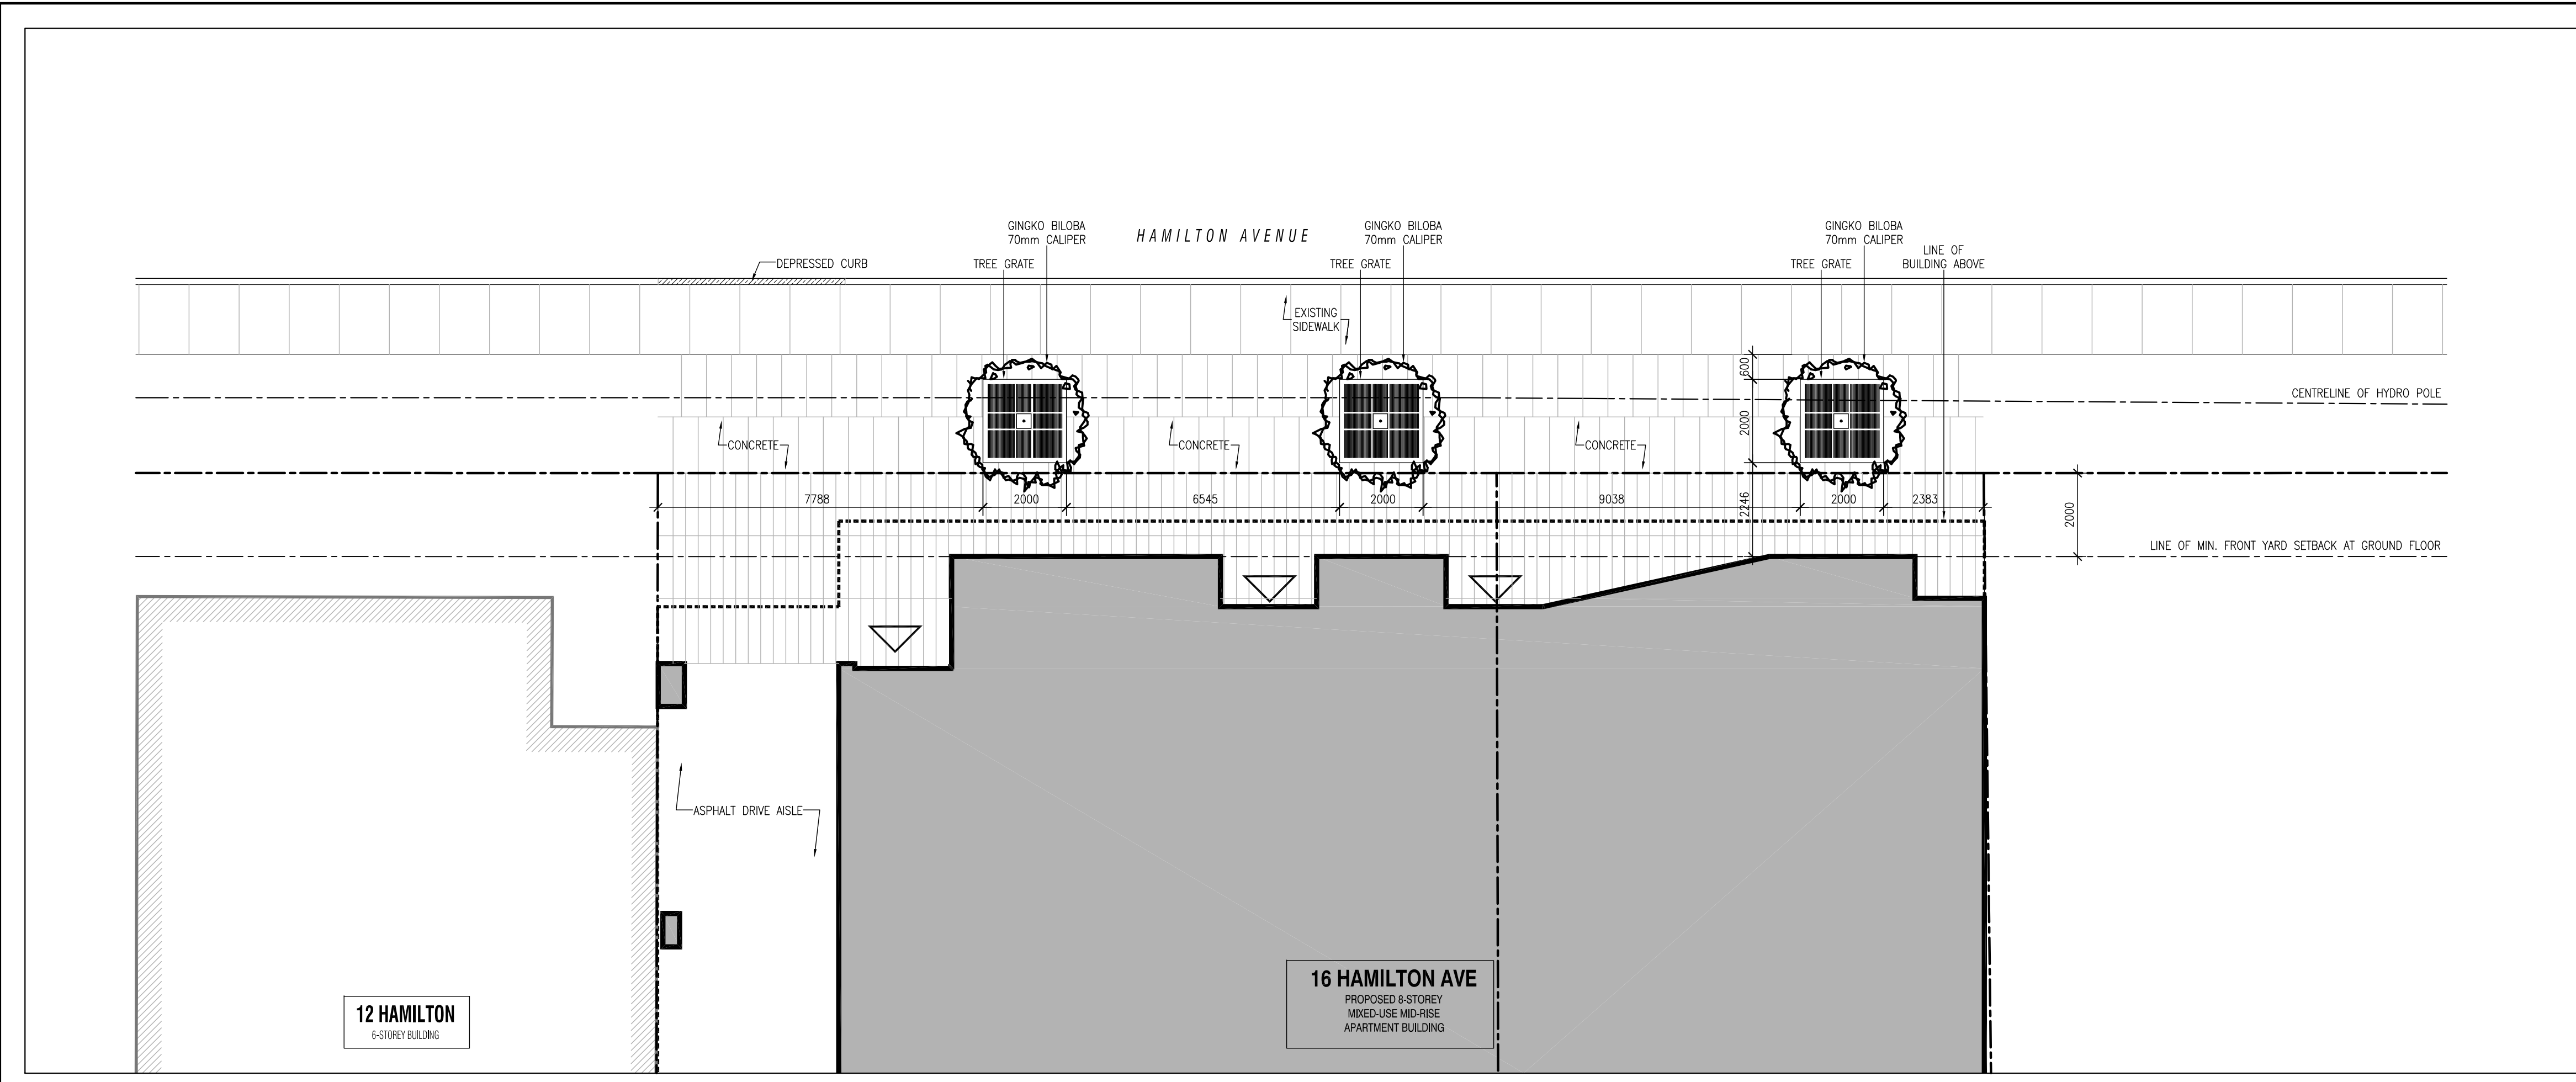 GINGKO BILOBA
70mm CALIPER
HAMILTON AVENUE
GINGKO BILOBA
70mm CALIPER
GINGKO BILOBA
70mm CALIPER
LINE OF
BUILDING ABOVE
DEPRESSED CURB
TREE GRATE
TREE GRATE
TREE GRATE
EXISTING
SIDEWALK
600
CENTRELINE OF HYDRO POLE
2000
CONCRETE
CONCRETE
CONCRETE
7788
2000
6545
2000
9038
2246
2000
2383
2000
LINE OF MIN. FRONT YARD SETBACK AT GROUND FLOOR
ASPHALT DRIVE AISLE
12 HAMILTON
6-STOREY BUILDING
16 HAMILTON AVE
PROPOSED 8-STOREY
MIXED-USE MID-RISE
APARTMENT BUILDING